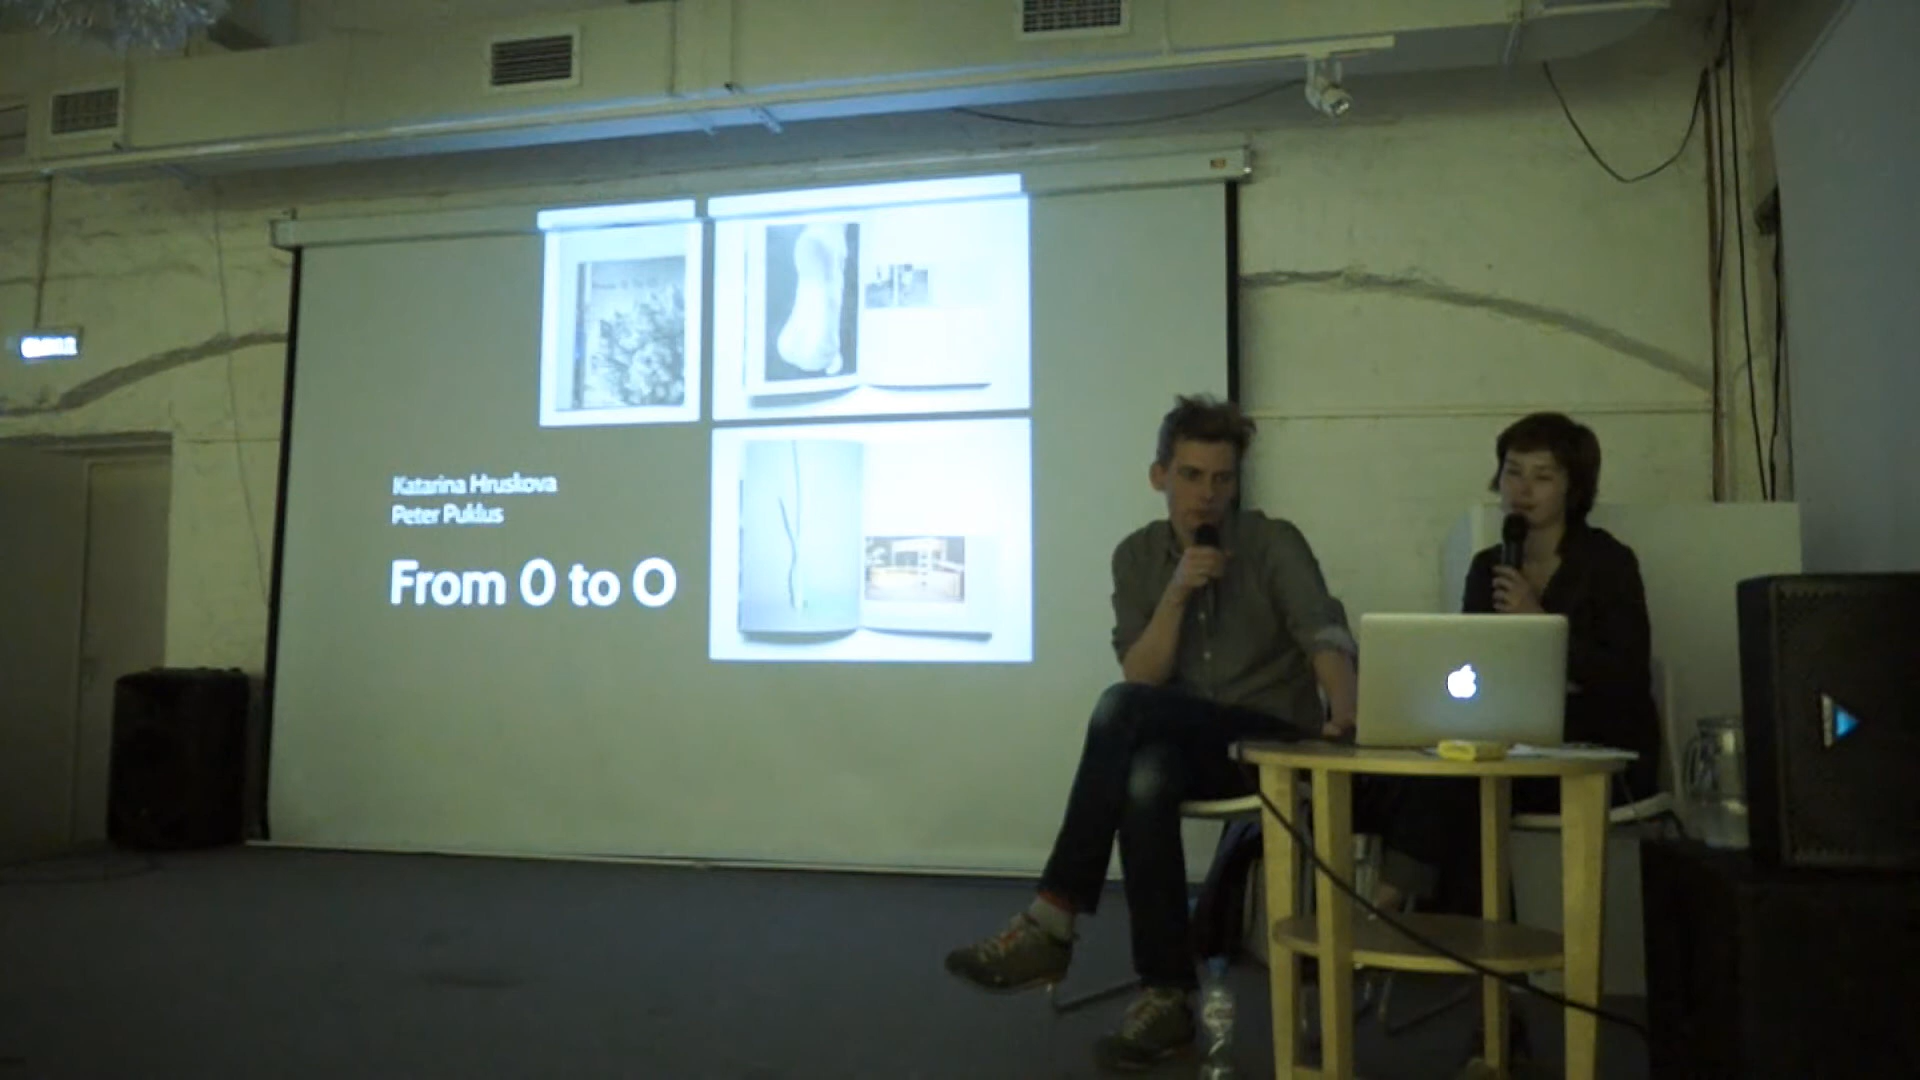 Katarina Hruskova
Peter Puklus
From 0 to O